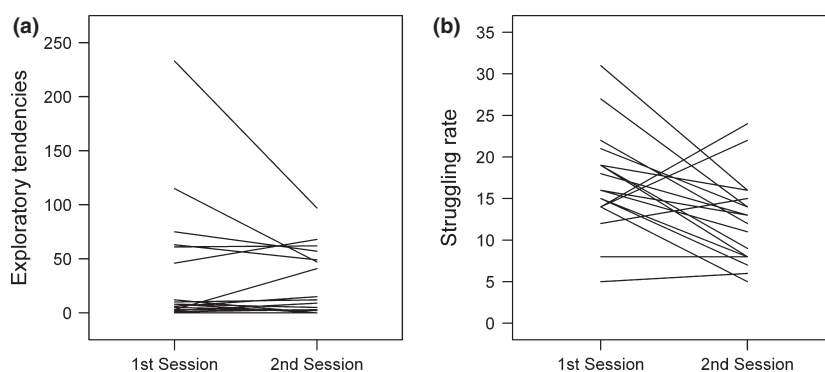 (a)
Exploratory tendencies
250
200
150
100
50
0
1st Session
2nd Session
(b)
Struggling rate
35
30
25
20
15
10
5
0
1st Session
2nd Session